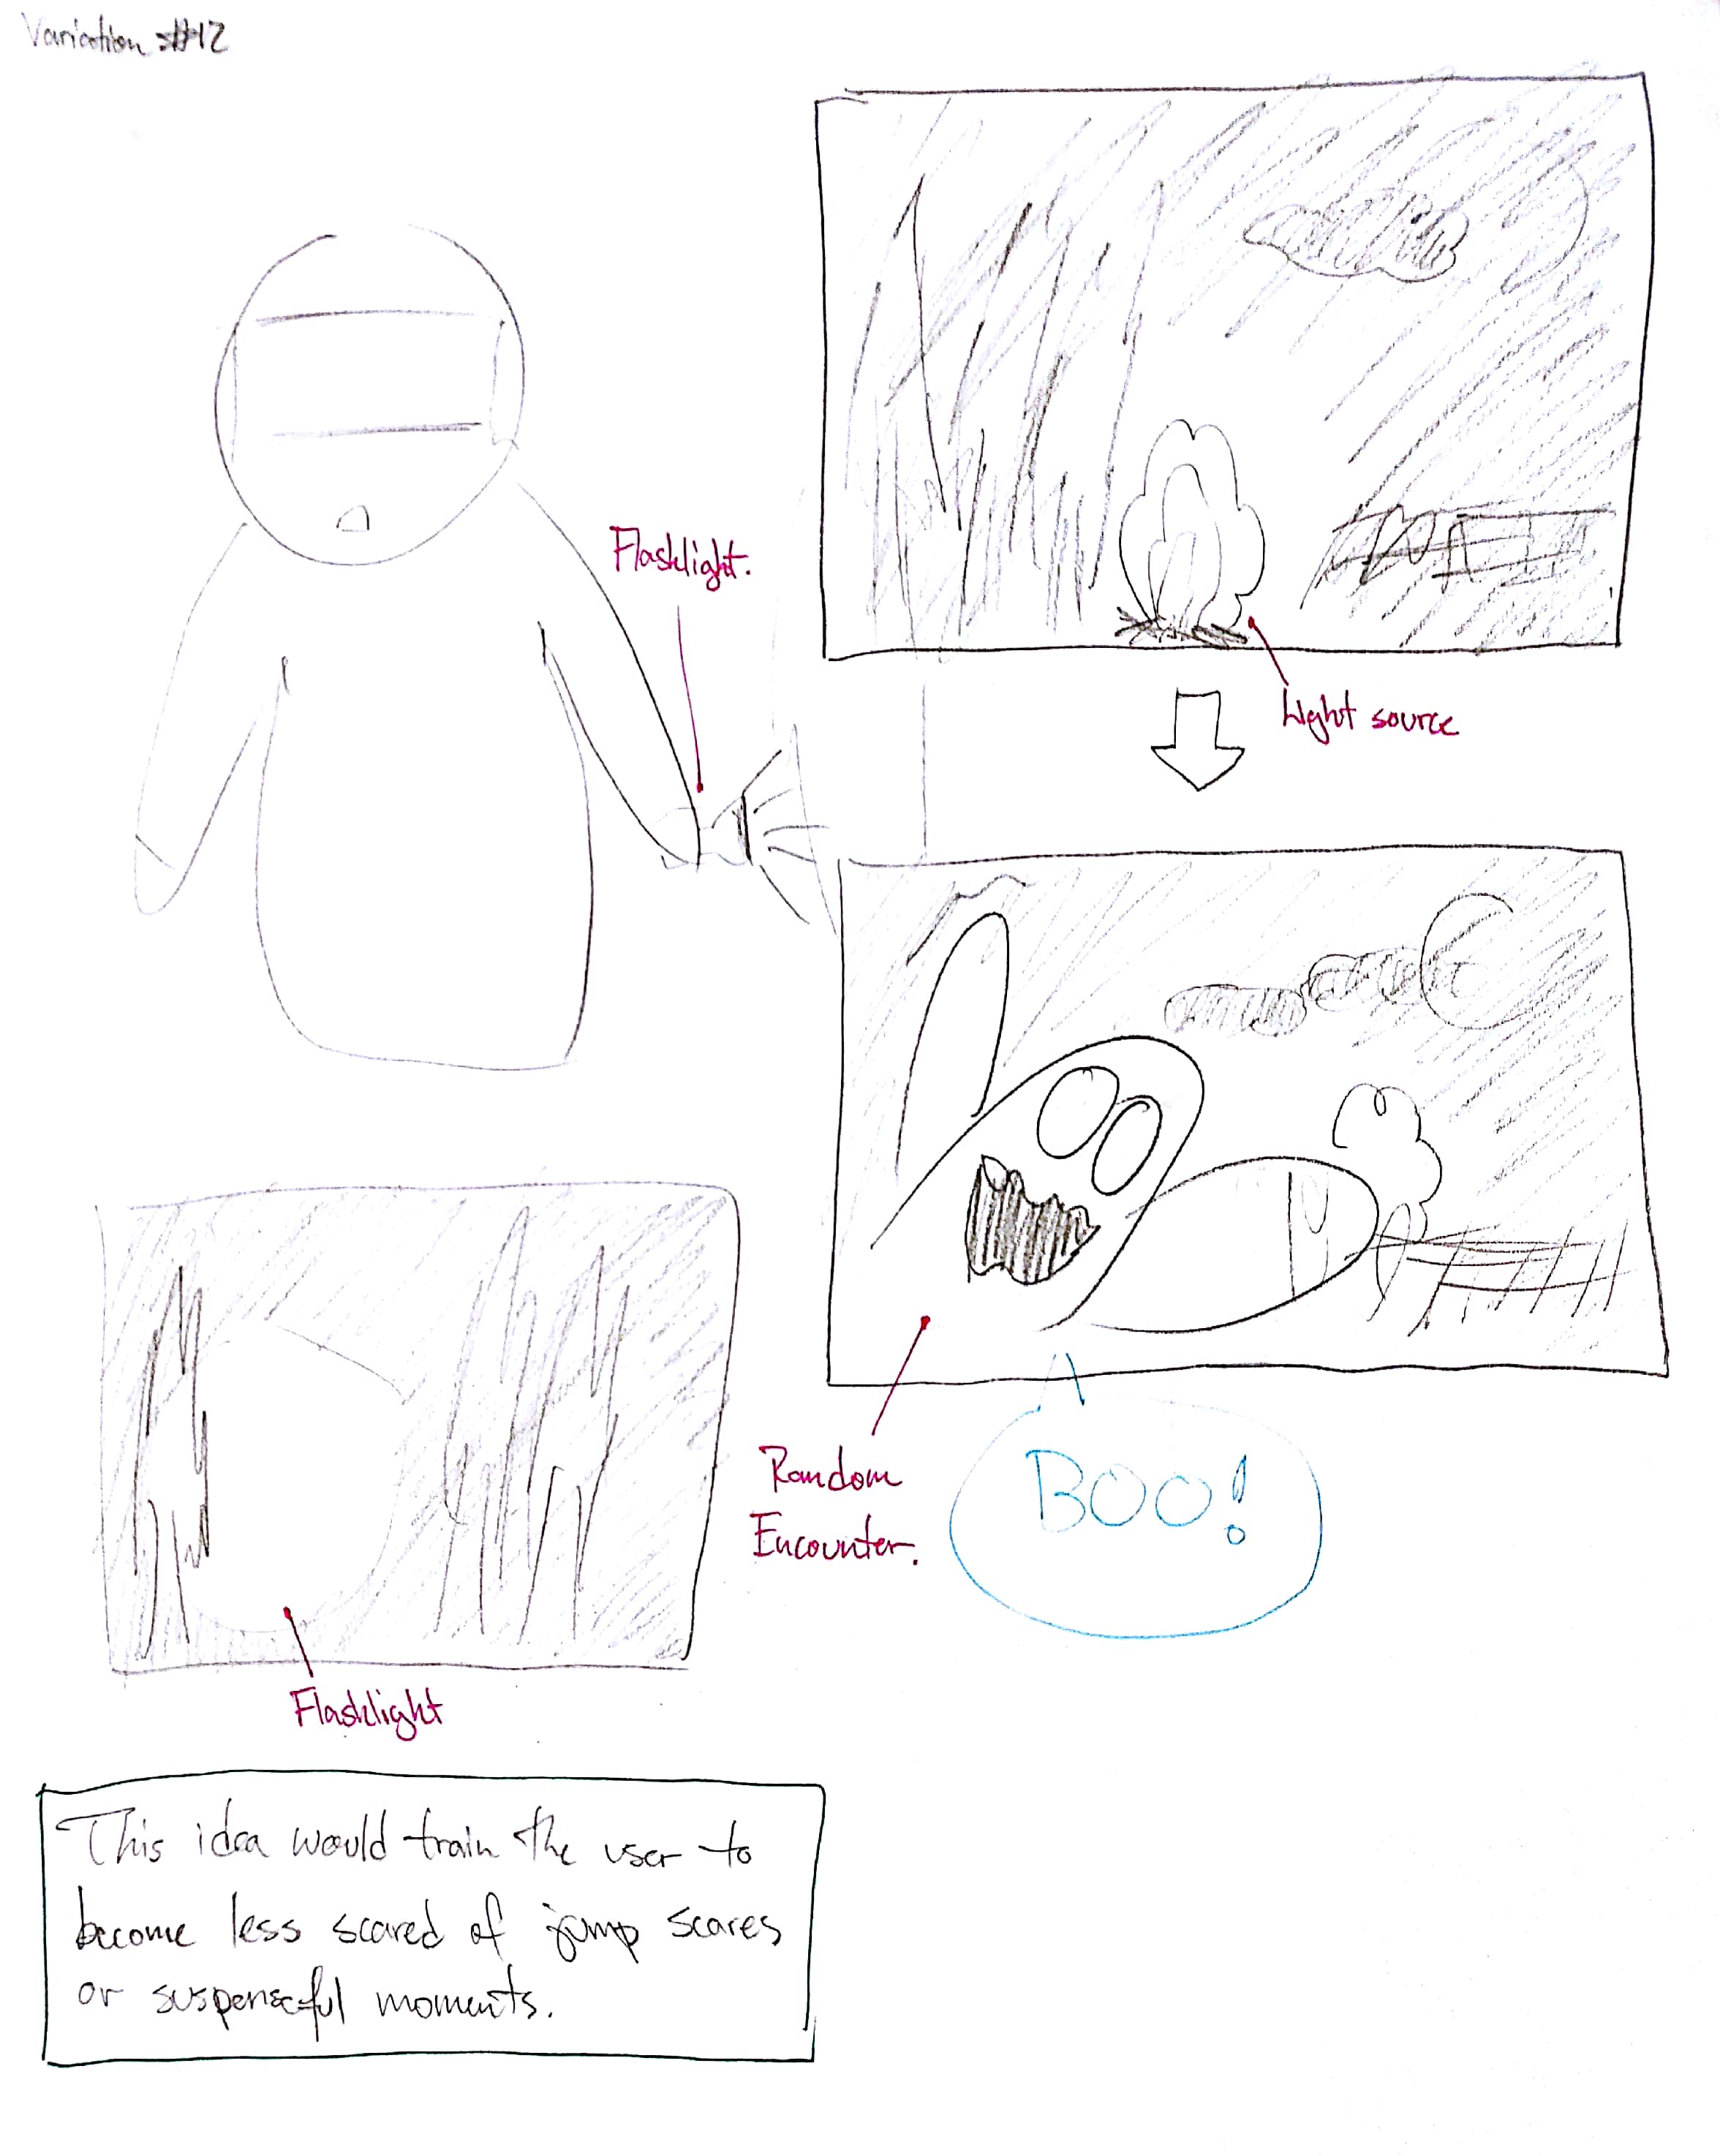 Variation #12
Flashlight.
Light source
Random
Encounter.
BOO!
Flashlight
This idea would train the user to
become less scared of jump scares
or suspenseful moments.